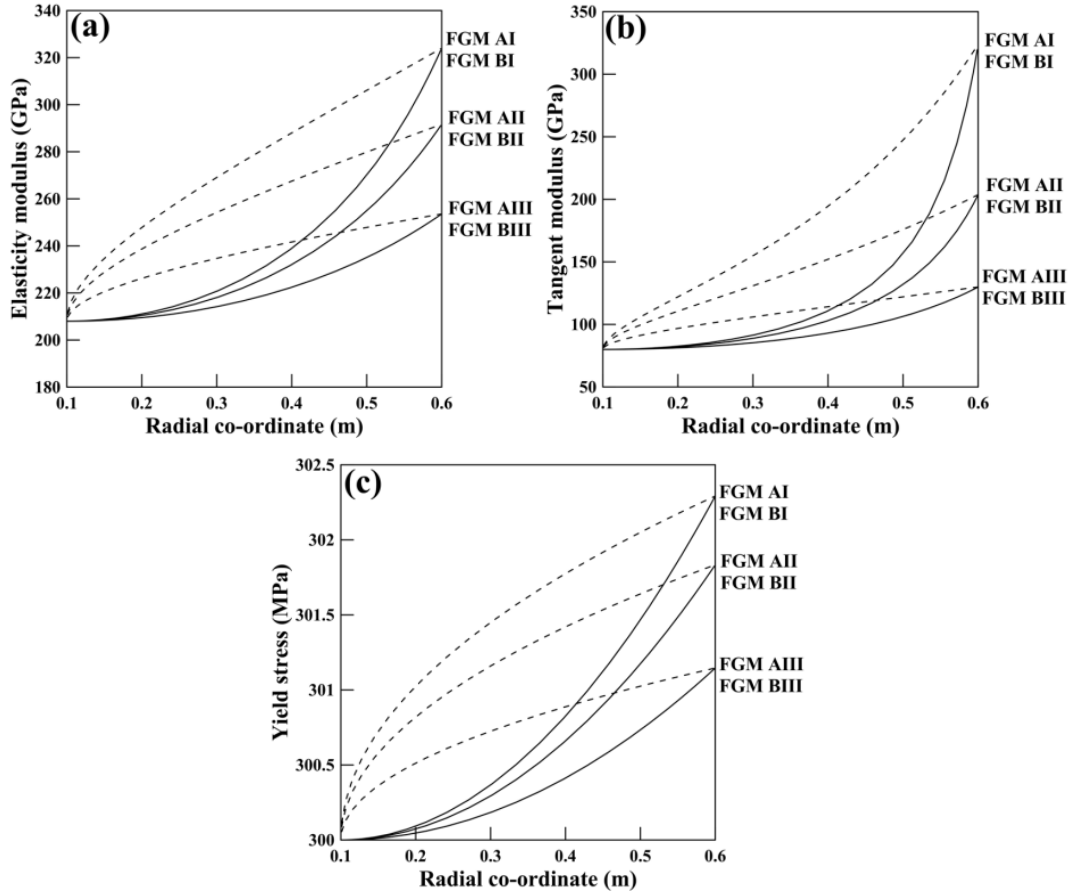 (a)
Elasticity modulus (GPa)
340
320
300
280
260
240
220
200
180
0.1 0.2 0.3 0.4 0.5 0.6
Radial co-ordinate (m)
FGM AI
FGM BI
FGM AII
FGM BII
FGM AIII
FGM BIII
(b)
Tangent modulus (GPa)
350
300
250
200
150
100
50
0.1 0.2 0.3 0.4 0.5 0.6
Radial co-ordinate (m)
FGM AI
FGM BI
FGM AII
FGM BII
FGM AIII
FGM BIII
(c)
Yield stress (MPa)
302.5
302
301.5
301
300.5
300
0.1 0.2 0.3 0.4 0.5 0.6
Radial co-ordinate (m)
FGM AI
FGM BI
FGM AII
FGM BII
FGM AIII
FGM BIII